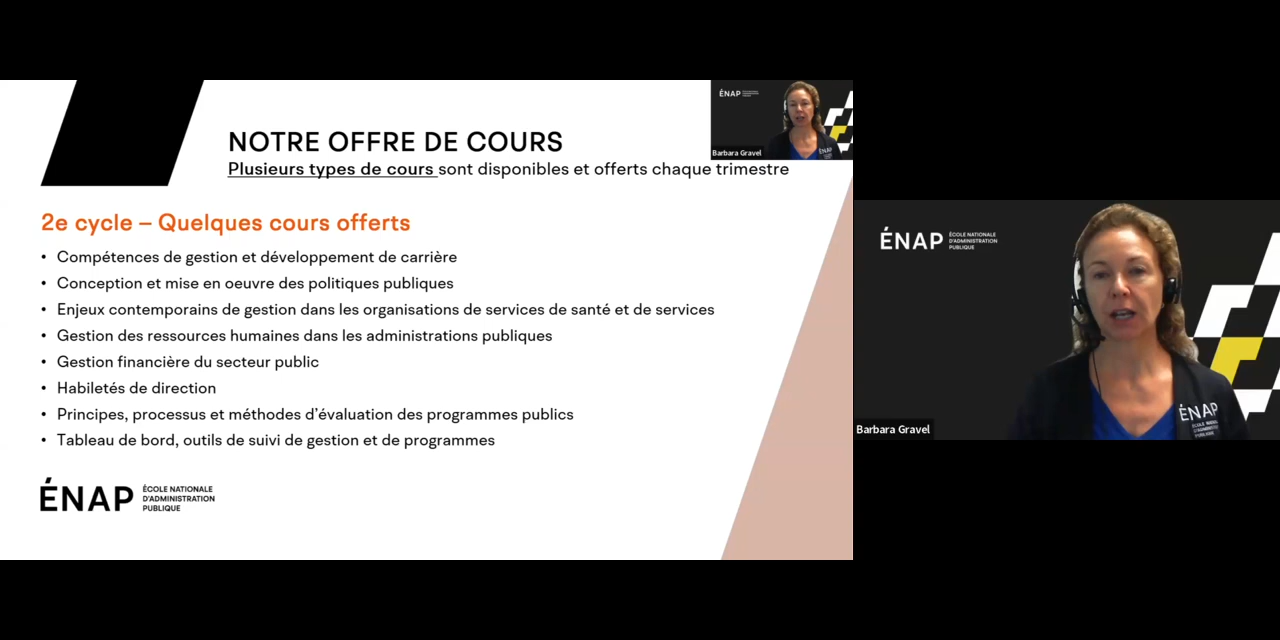 NOTRE OFFRE DE COURS
Plusieurs types de cours sont disponibles et offerts chaque trimestre
2e cycle – Quelques cours offerts
• Compétences de gestion et développement de carrière
• Conception et mise en oeuvre des politiques publiques
• Enjeux contemporains de gestion dans les organisations de services de santé et de services
• Gestion des ressources humaines dans les administrations publiques
• Gestion financière du secteur public
• Habiletés de direction
• Principes, processus et méthodes d’évaluation des programmes publics
• Tableau de bord, outils de suivi de gestion et de programmes
ÉNAP
ÉCOLE NATIONALE
D'ADMINISTRATION
PUBLIQUE
ÉNAP
Barbara Gravel
ÉNAP
ÉNAP
ÉCOLE NATIONALE
D'ADMINISTRATION
PUBLIQUE
ÉNAP
Barbara Gravel